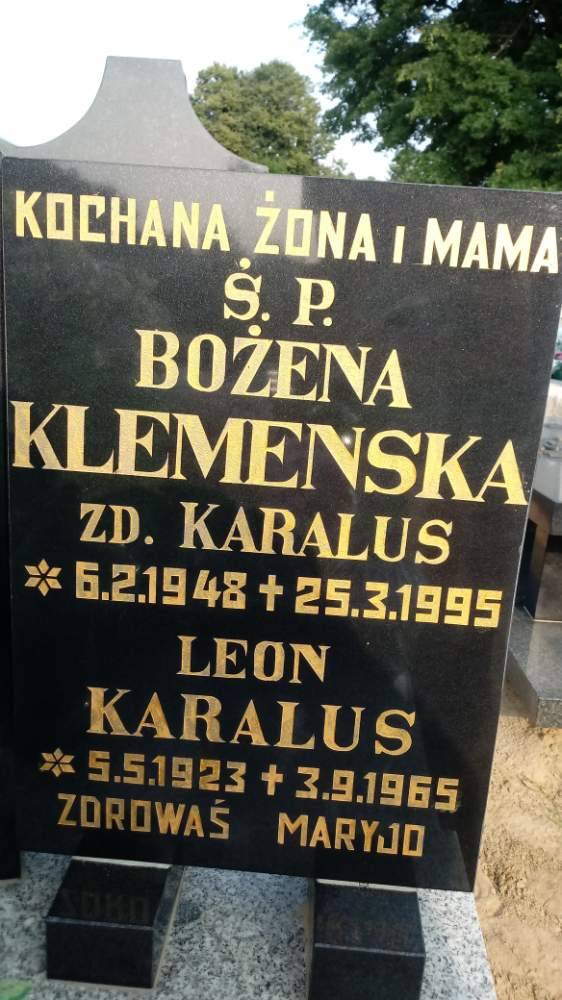 KOCHANA ŻONA i MAMA
Ś. P.
BOŻENA
KLEMENSKA
ZD. KARALUS
6.2.1948 + 25.3.1995
LEON
KARALUS
5.5.1923 + 3.9.1965
ZDROWAŚ MARYJO